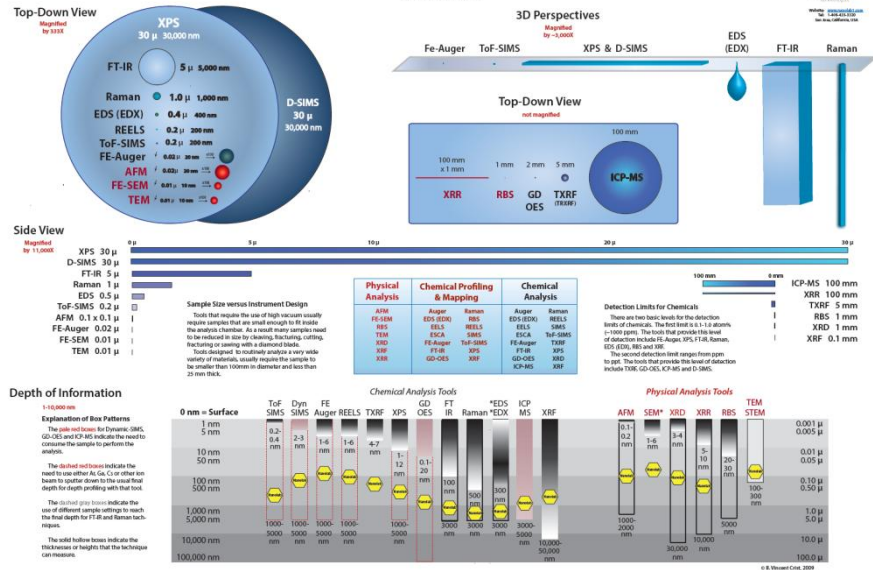 Top-Down View
Magnified
by 535X
XPS
30 µ 30,000 nm
FT-IR 5 µ 5,000 nm
Raman 1.0 µ 1,000 nm
EDS (EDX) 0.4 µ 400 nm
REELS 0.2 µ 200 nm
ToF-SIMS 0.2 µ 200 nm
FE-Auger 0.02 µ 20 nm
AFM 0.02µ 20 nm
FE-SEM 0.01 µ 10 nm
TEM 0.01 µ 10 nm
D-SIMS
30 µ
30,000 nm
3D Perspectives
Magnified
by ~3,000X
Fe-Auger ToF-SIMS XPS & D-SIMS EDS
(EDX) FT-IR Raman
Top-Down View
not magnified
100 mm
x 1 mm
XRR
1 mm
RBS
2 mm
GD
OES
5 mm
TXRF
(TRXRF)
100 mm
ICP-MS
Side View
Magnified
by 11,000X
0 µ 5 µ 10 µ 20 µ 30 µ
XPS 30 µ
D-SIMS 30 µ
FT-IR 5 µ
Raman 1 µ
EDS 0.5 µ
ToF-SIMS 0.2 µ
AFM 0.1 x 0.1 µ
FE-Auger 0.02 µ
FE-SEM 0.01 µ
TEM 0.01 µ
Sample Size versus Instrument Design
Tools that require the use of high vacuum usually
require samples that are small enough to fit inside
the analysis chamber. As a result many samples
need to be reduced in size by cleaving, fracturing, cutting,
fracturing or sawing with a diamond blade.
Tools designed to routinely analyze a very wide
variety of materials, usually require the sample to
be smaller than 100mm in diameter and less than
25 mm thick.
Physical
Analysis
AFM
FE-SEM
RBS
TEM
XRD
XRF
XRR
Chemical Profiling
& Mapping
Auger Raman
EDS (EDX) RBS
EELS REELS
ESCA SIMS
FE-Auger ToF-SIMS
FT-IR XPS
GD-OES XRF
Chemical
Analysis
Auger Raman
EDS (EDX) REELS
EELS SIMS
ESCA ToF-SIMS
FE-Auger TXRF
FT-IR XPS
GD-OES XRD
ICP-MS XRF
100 mm 0 mm
ICP-MS 100 mm
XRR 100 mm
TXRF 5 mm
RBS 1 mm
XRD 1 mm
XRF 0.1 mm
Detection Limits for Chemicals
There are two basic levels for the detection
limits of chemicals. The first limit is 0.1-1.0 atom%
(~1000 ppm). The tools that provide this level
of detection include FE-Auger, XPS, FT-IR, Raman,
EDS (EDX), RBS and XRF.
The second detection limit ranges from ppm
to ppt. The tools that provide this level of detection
include TXRF, GD-OES, ICP-MS and D-SIMS.
Depth of Information
1-10,000 nm
Explanation of Box Patterns
The pale red boxes for Dynamic-SIMS,
GD-OES and ICP-MS indicate the need to
consume the sample to perform the
analysis.
The dashed red boxes indicate the
need to use either Ar, Ga, Cs or other ion
beam to sputter down to the usual final
depth for depth profiling with that tool.
The dashed gray boxes indicate the
use of different sample settings to reach
the final depth for FT-IR and Raman tech-
niques.
The solid hollow boxes indicate the
thicknesses or heights that the technique
can measure.
Chemical Analysis Tools
Physical Analysis Tools
0 nm = Surface
ToF
SIMS
Dyn
SIMS
FE
Auger
REELS
TXRF
XPS
GD
OES
FT
IR
Raman
*EDS
*EDX
ICP
MS
XRF
AFM
SEM*
XRD
XRR
RBS
TEM
STEM
1 nm
5 nm
10 nm
50 nm
100 nm
500 nm
1,000 nm
5,000 nm
10,000 nm
100,000 nm
0.2-
0.4
nm
2-3
nm
1-6
nm
1-6
nm
4-7
nm
1-
12
nm
0.1-
20
nm
100
nm
500
nm
300
nm
0.1-
0.2
nm
1-6
nm
3-4
nm
5-
10
nm
20-
30
nm
100-
300
nm
1000-
5000
nm
1000-
5000
nm
1000-
5000
nm
3000
nm
3000
nm
3000-
5000
nm
10,000-
50,000
nm
1000-
2000
nm
30,000
nm
10,000
nm
5000
nm
0.001 µ
0.005 µ
0.01 µ
0.05 µ
0.10 µ
0.50 µ
1.0 µ
5.0 µ
10.0 µ
100.0 µ
© B. Vincent Crist, 2009